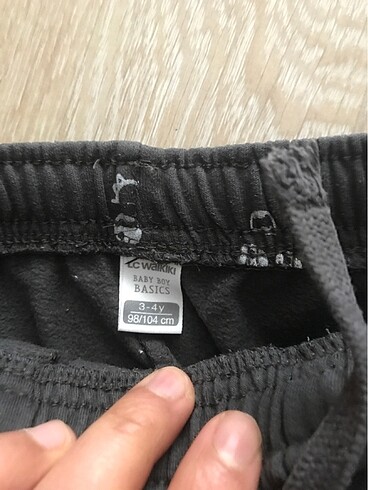 LC WAIKIKI
BABY BOY
BASICS
3-4y
98/104 cm